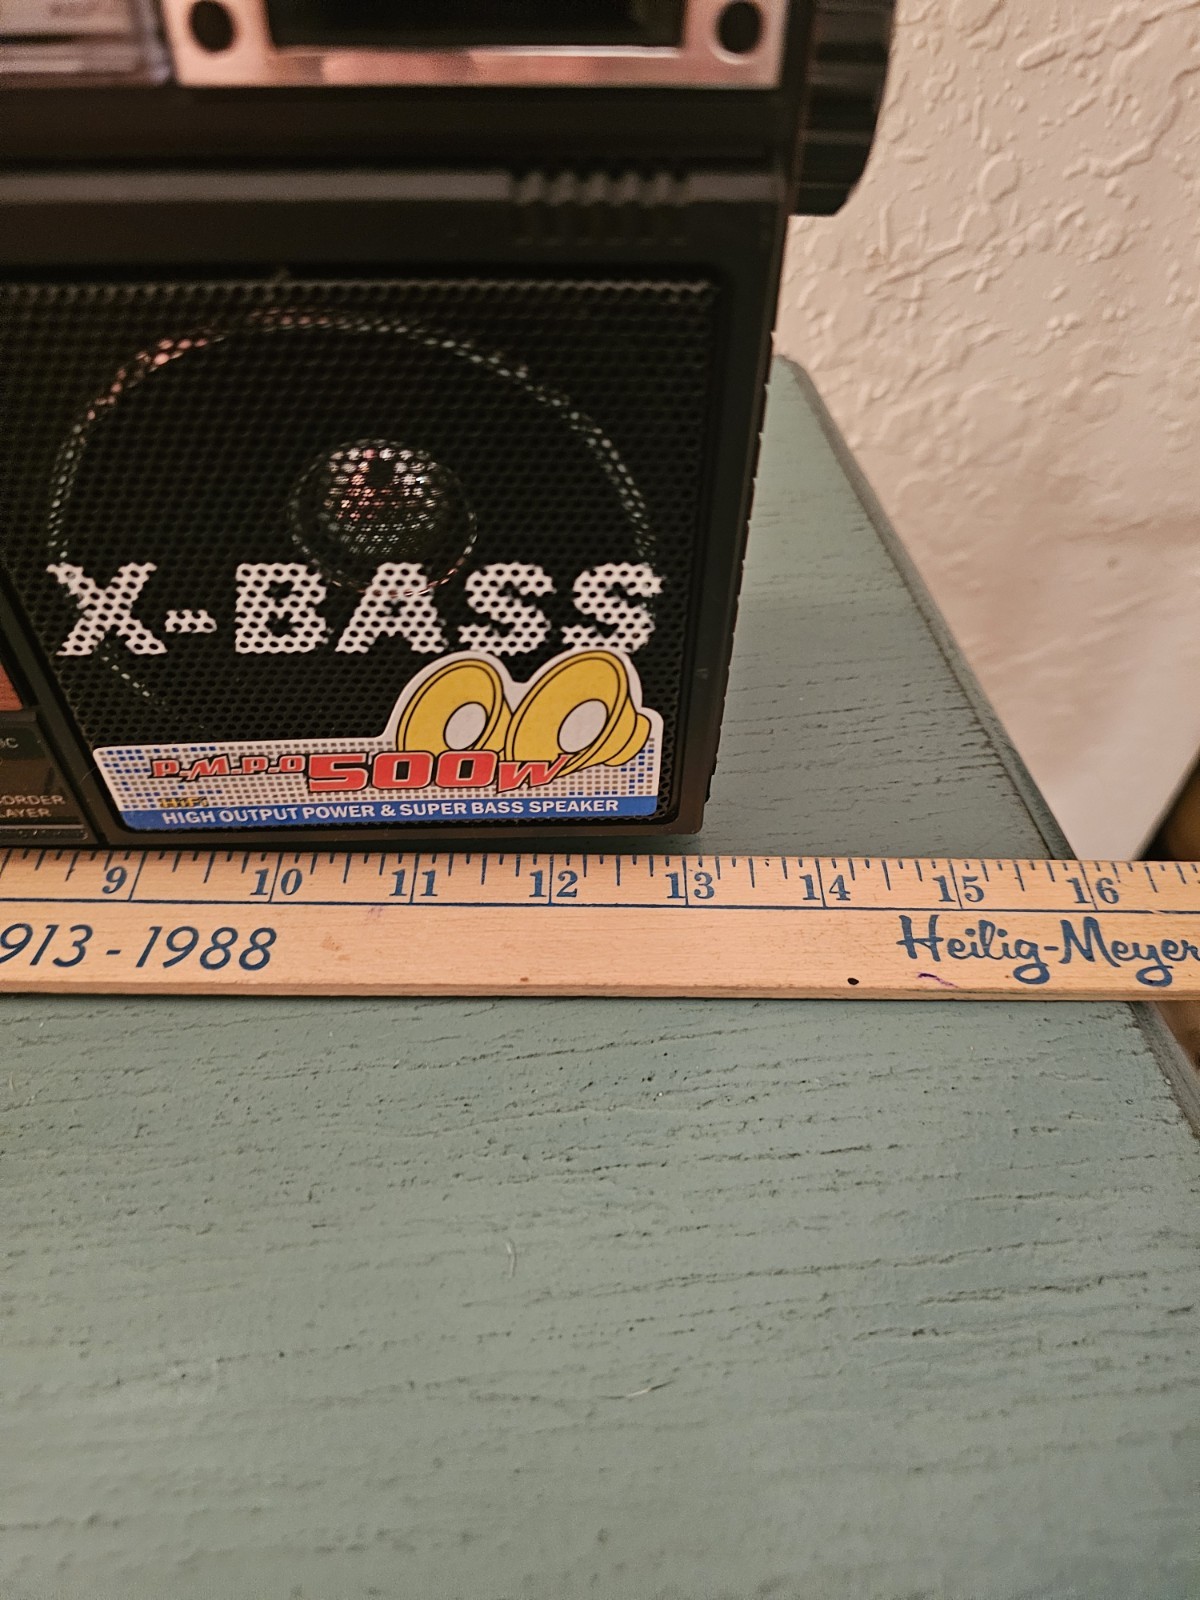 X-BASS
P.M.P.O 500W
HiFi
HIGH OUTPUT POWER & SUPER BASS SPEAKER
ORDER
LAYER
9 10 11 12 13 14 15 16
913 - 1988 Heilig-Meyer